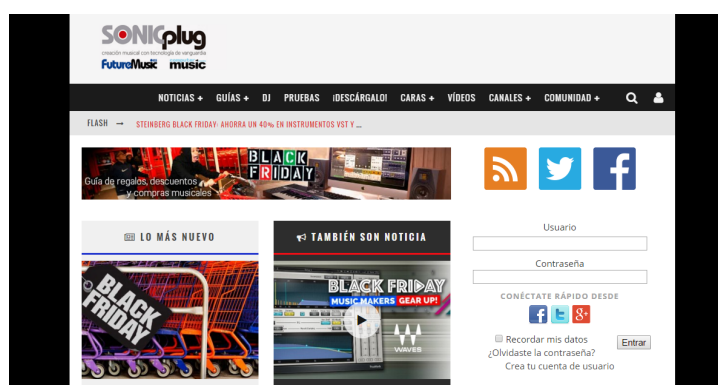 SONICplug
creación musical con tecnología de vanguardia
FutureMusic music
NOTICIAS + GUÍAS + DJ PRUEBAS ¡DESCÁRGALO! CARAS + VÍDEOS CANALES + COMUNIDAD +
FLASH → STEINBERG BLACK FRIDAY: AHORRA UN 40% EN INSTRUMENTOS VST Y ...
Guía de regalos, descuentos
y compras musicales
BLACK
FRIDAY
LO MÁS NUEVO
TAMBIÉN SON NOTICIA
BLACK
FRIDAY
BLACK FRIDAY
MUSIC MAKERS GEAR UP!
WAVES
Usuario
Contraseña
CONÉCTATE RÁPIDO DESDE
Recordar mis datos
Entrar
¿Olvidaste la contraseña?
Crea tu cuenta de usuario